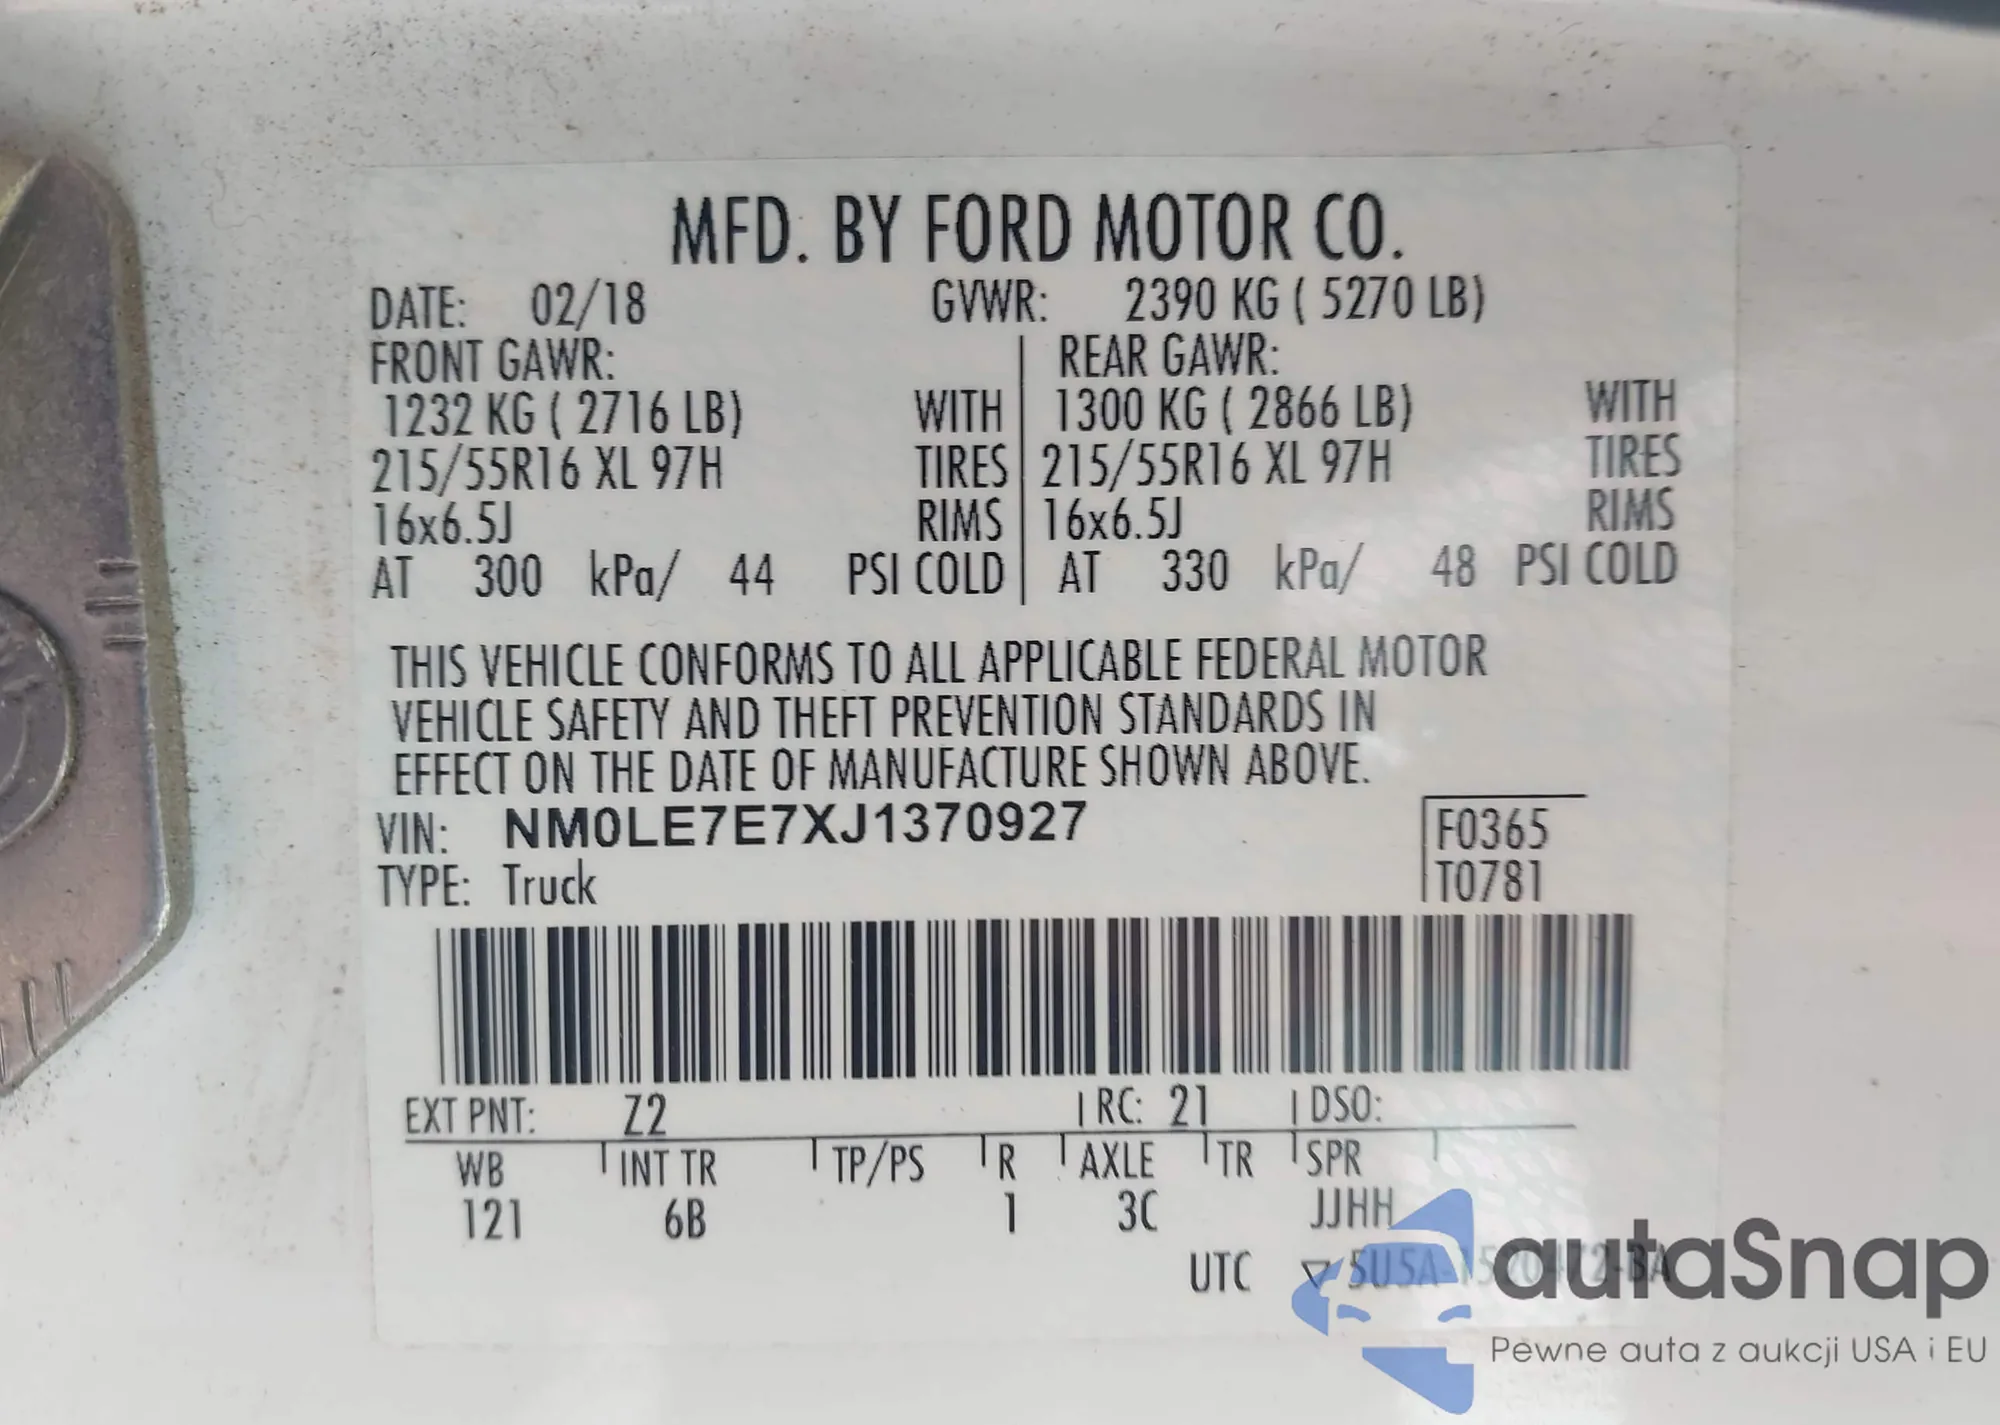 MFD. BY FORD MOTOR CO.
DATE: 02/18 GVWR: 2390 KG ( 5270 LB)
FRONT GAWR: REAR GAWR:
1232 KG ( 2716 LB) WITH 1300 KG ( 2866 LB) WITH
215/55R16 XL 97H TIRES 215/55R16 XL 97H TIRES
16x6.5J RIMS 16x6.5J RIMS
AT 300 kPa/ 44 PSI COLD AT 330 kPa/ 48 PSI COLD
THIS VEHICLE CONFORMS TO ALL APPLICABLE FEDERAL MOTOR
VEHICLE SAFETY AND THEFT PREVENTION STANDARDS IN
EFFECT ON THE DATE OF MANUFACTURE SHOWN ABOVE.
VIN: NM0LE7E7XJ1370927 F0365
TYPE: Truck T0781
EXT PNT: Z2 RC: 21 DSO:
WB INT TR TP/PS R AXLE TR SPR
121 6B 1 3C JJHH
UTC
autaSnap
Pewne auta z aukcji USA i EU